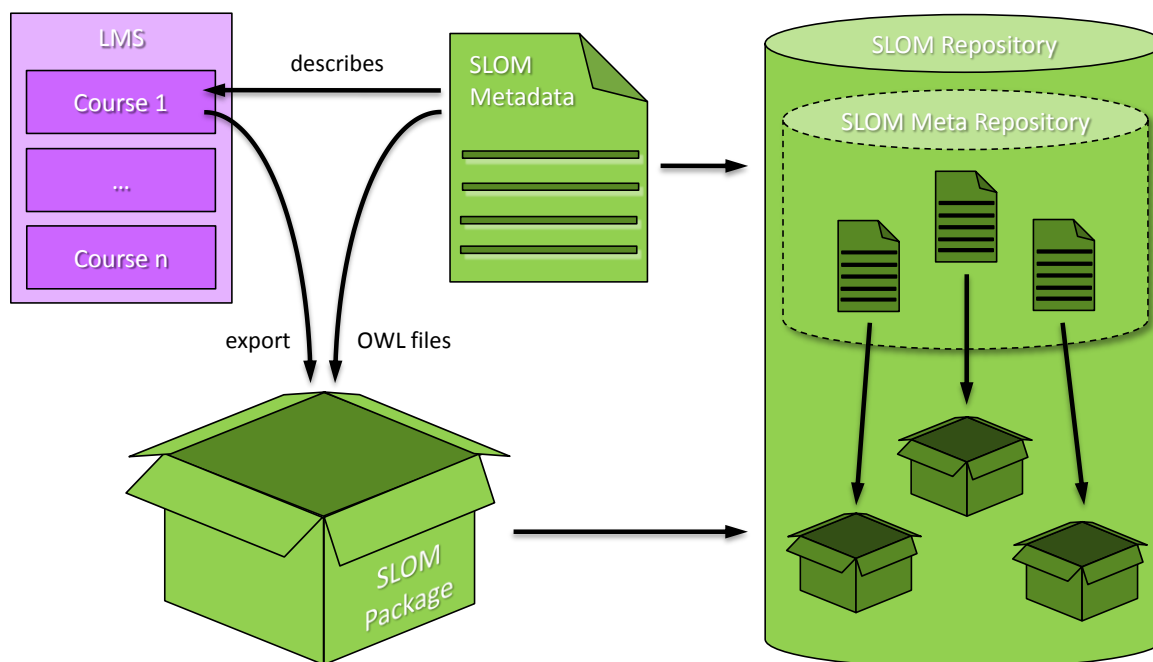 LMS
Course 1
...
Course n
describes
SLOM
Metadata
export
OWL files
SLOM
Package
SLOM Repository
SLOM Meta Repository